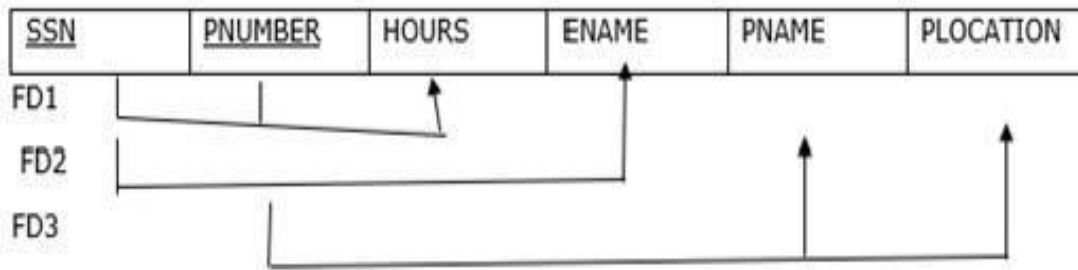 SSN PNUMBER HOURS ENAME PNAME PLOCATION
FD1
FD2
FD3